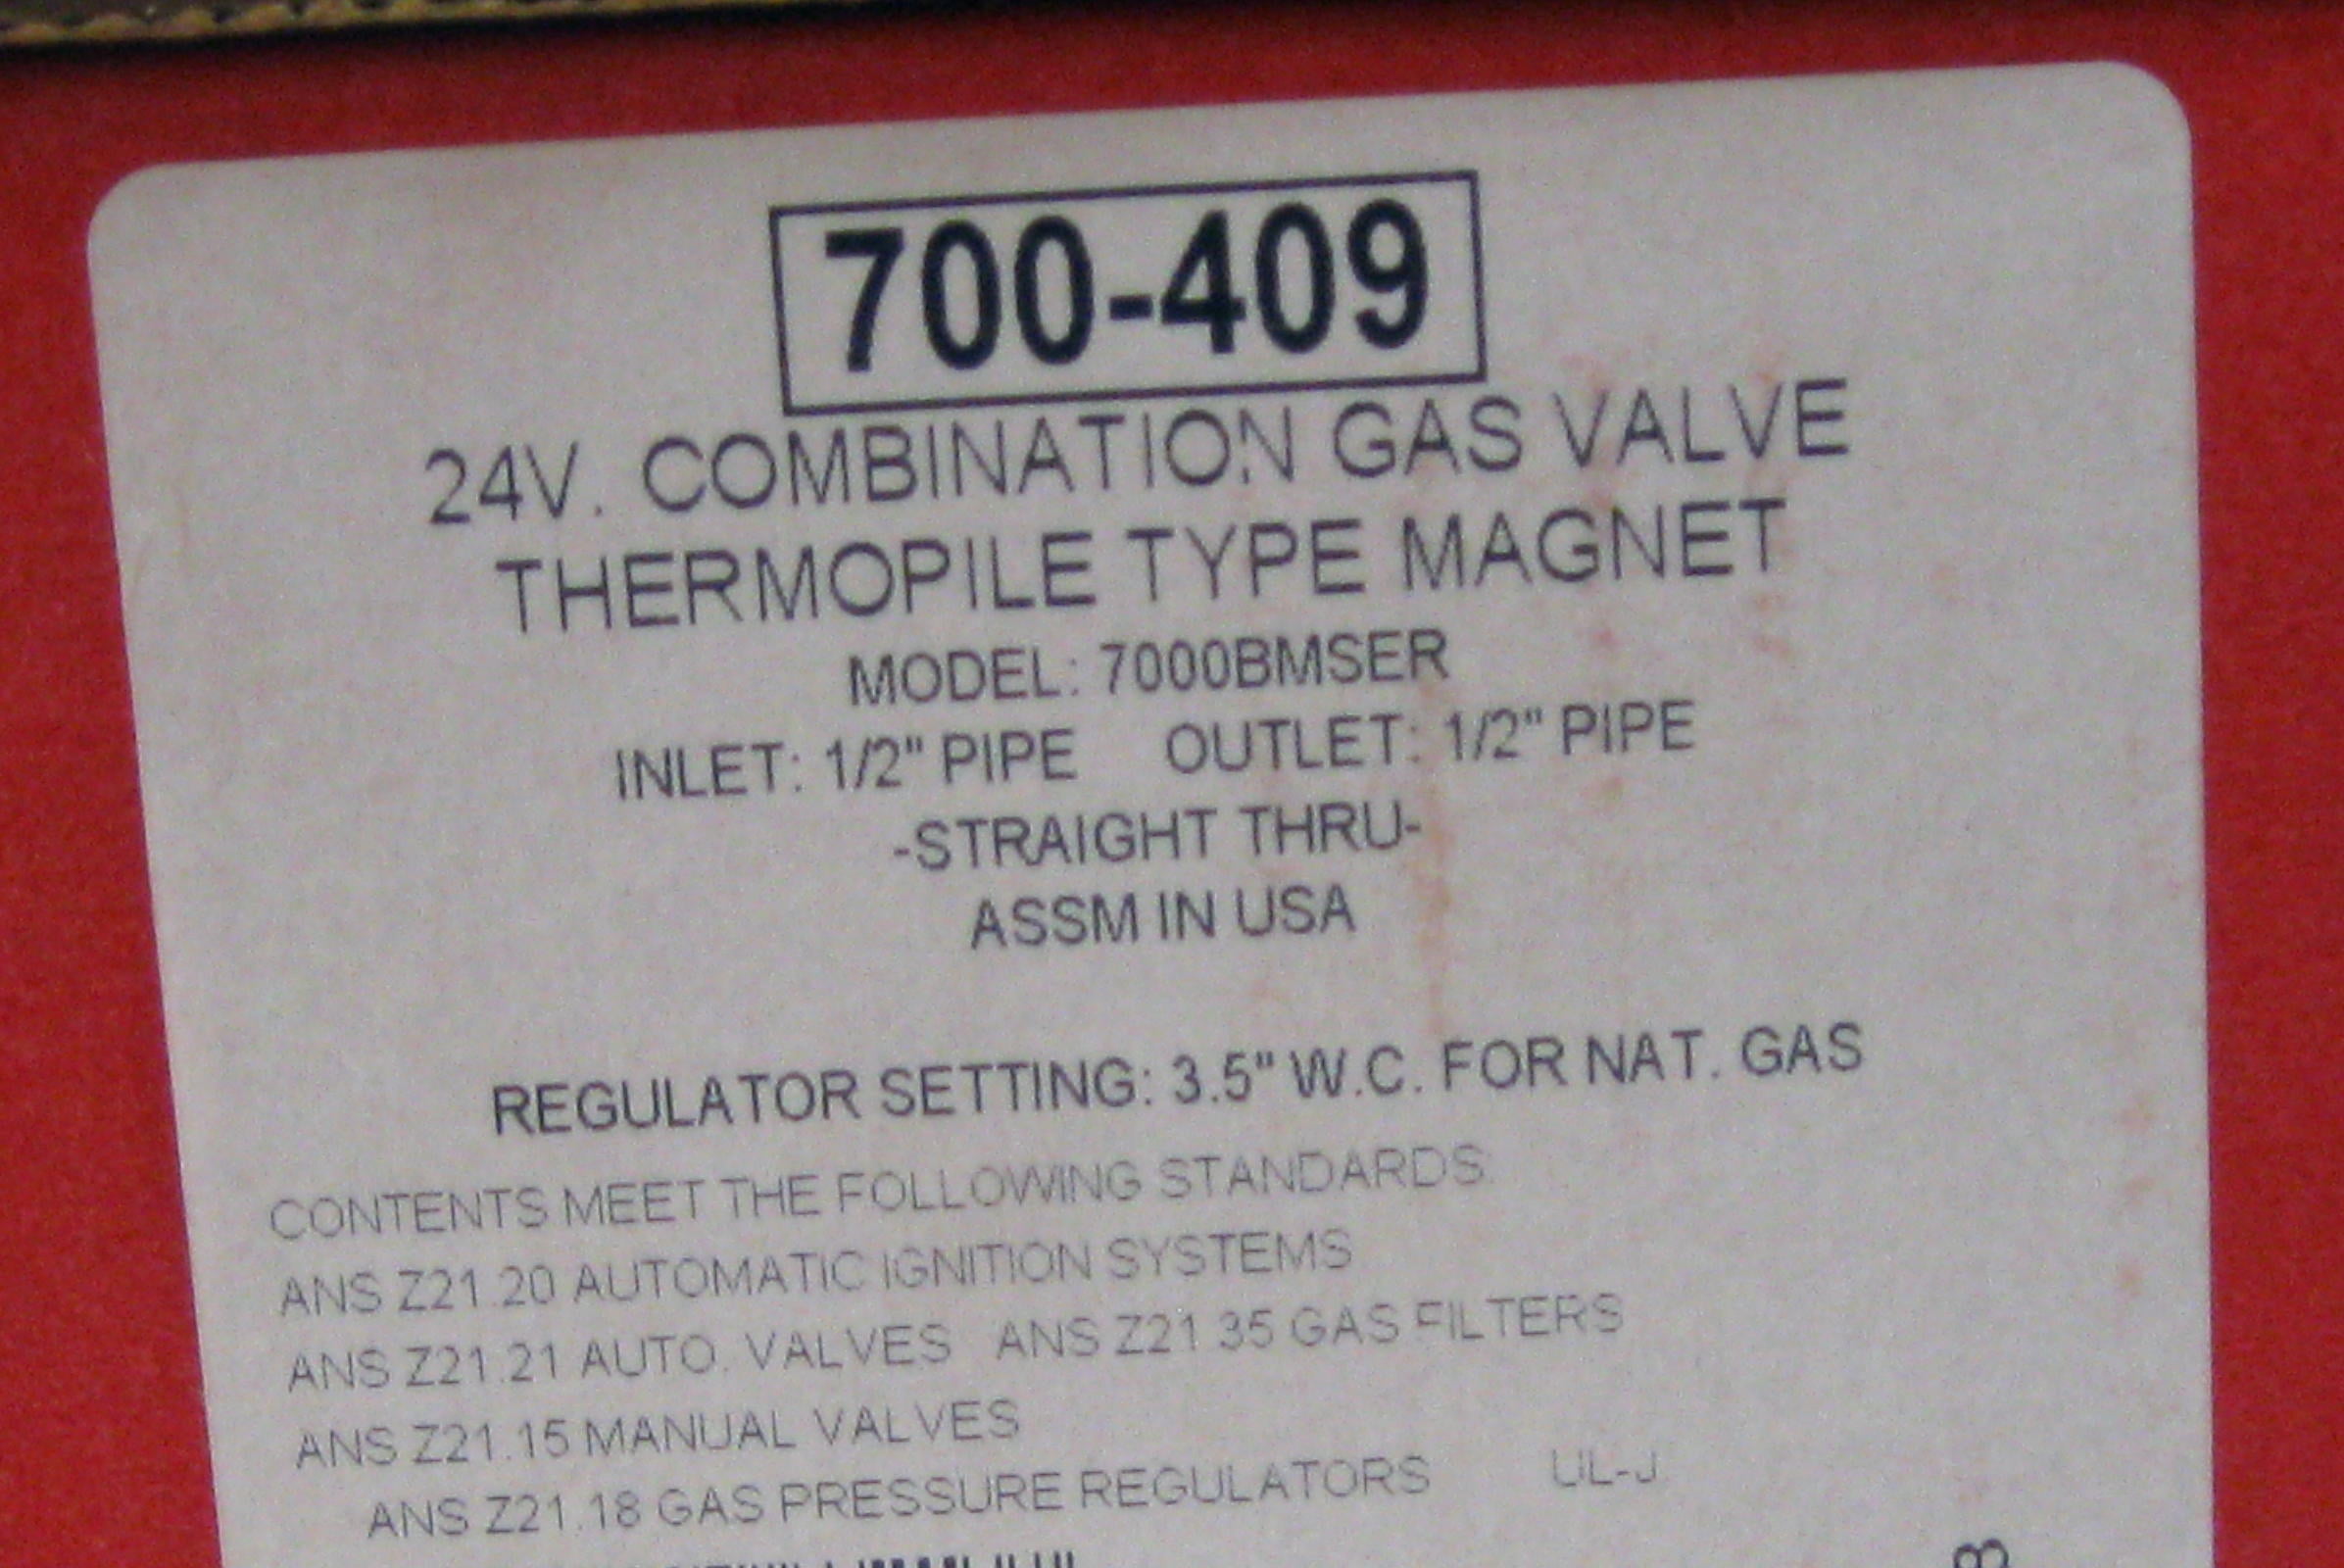 700-409
24V. COMBINATION GAS VALVE
THERMOPILE TYPE MAGNET
MODEL: 7000BMSER
INLET: 1/2" PIPE OUTLET: 1/2" PIPE
-STRAIGHT THRU-
ASSM IN USA
REGULATOR SETTING: 3.5" W.C. FOR NAT. GAS
CONTENTS MEET THE FOLLOWING STANDARDS:
ANS Z21.20 AUTOMATIC IGNITION SYSTEMS
ANS Z21.21 AUTO. VALVES ANS Z21.35 GAS FILTERS
ANS Z21.15 MANUAL VALVES
ANS Z21.18 GAS PRESSURE REGULATORS UL-J